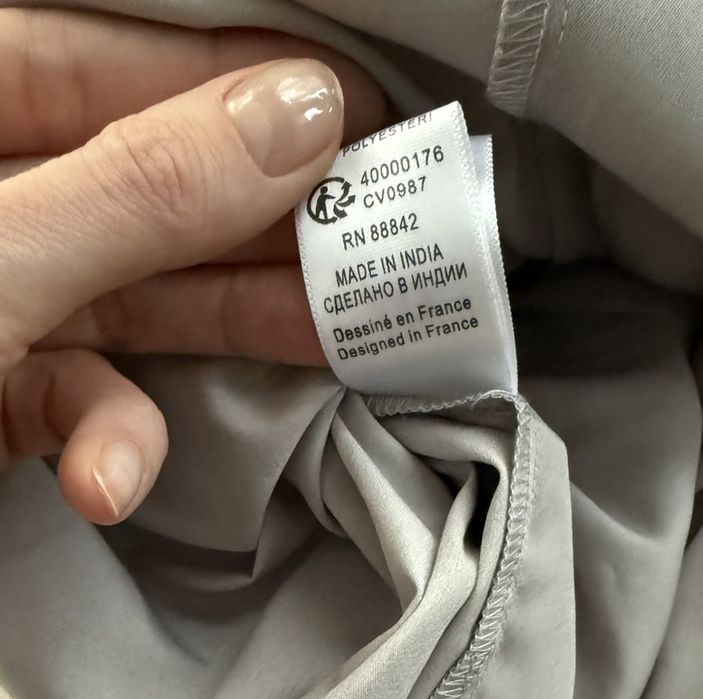 POLYESTERI
40000176
CV0987
RN 88842
MADE IN INDIA
СДЕЛАНО В ИНДИИ
Dessiné en France
Designed in France